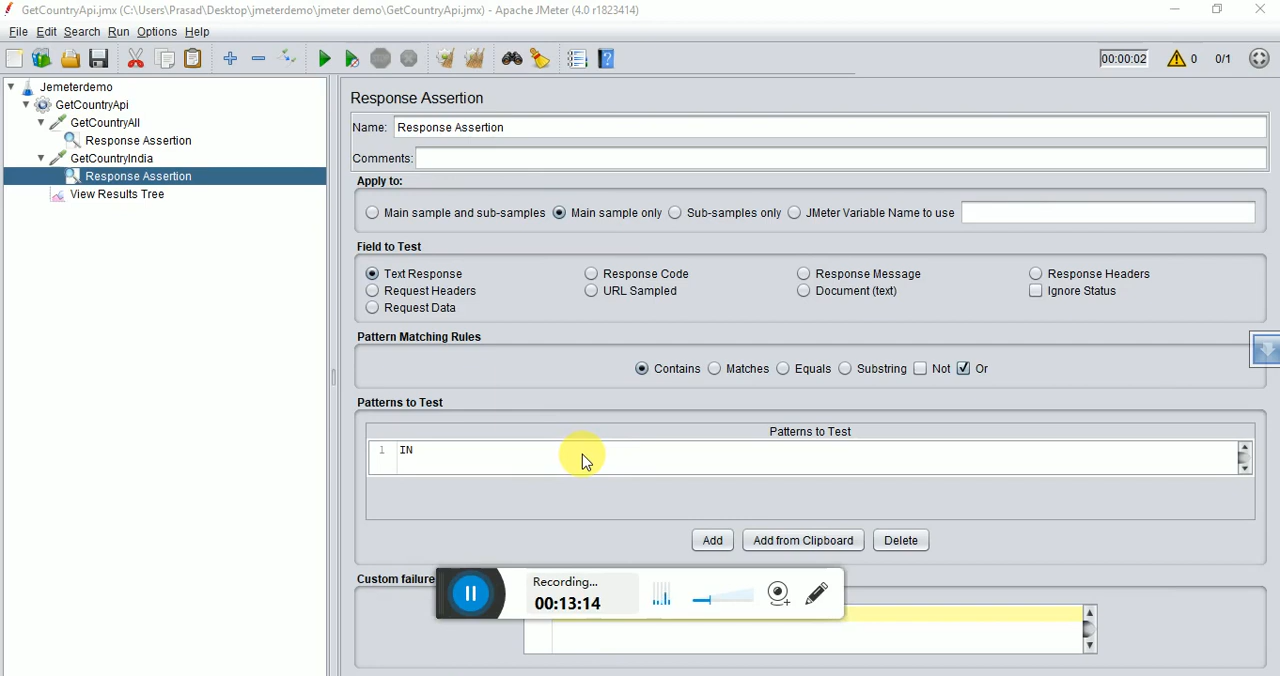 GetCountryApi.jmx (C:\Users\Prasad\Desktop\jmeterdemo\jmeter demo\GetCountryApi.jmx) - Apache JMeter (4.0 r1823414)
File Edit Search Run Options Help
00:00:02 0 0/1
Jemeterdemo
GetCountryApi
GetCountryAll
Response Assertion
GetCountryIndia
Response Assertion
View Results Tree
Response Assertion
Name: Response Assertion
Comments:
Apply to:
Main sample and sub-samples Main sample only Sub-samples only JMeter Variable Name to use
Field to Test
Text Response Response Code Response Message Response Headers
Request Headers URL Sampled Document (text) Ignore Status
Request Data
Pattern Matching Rules
Contains Matches Equals Substring Not Or
Patterns to Test
Patterns to Test
1 IN
Add Add from Clipboard Delete
Custom failure
Recording...
00:13:14